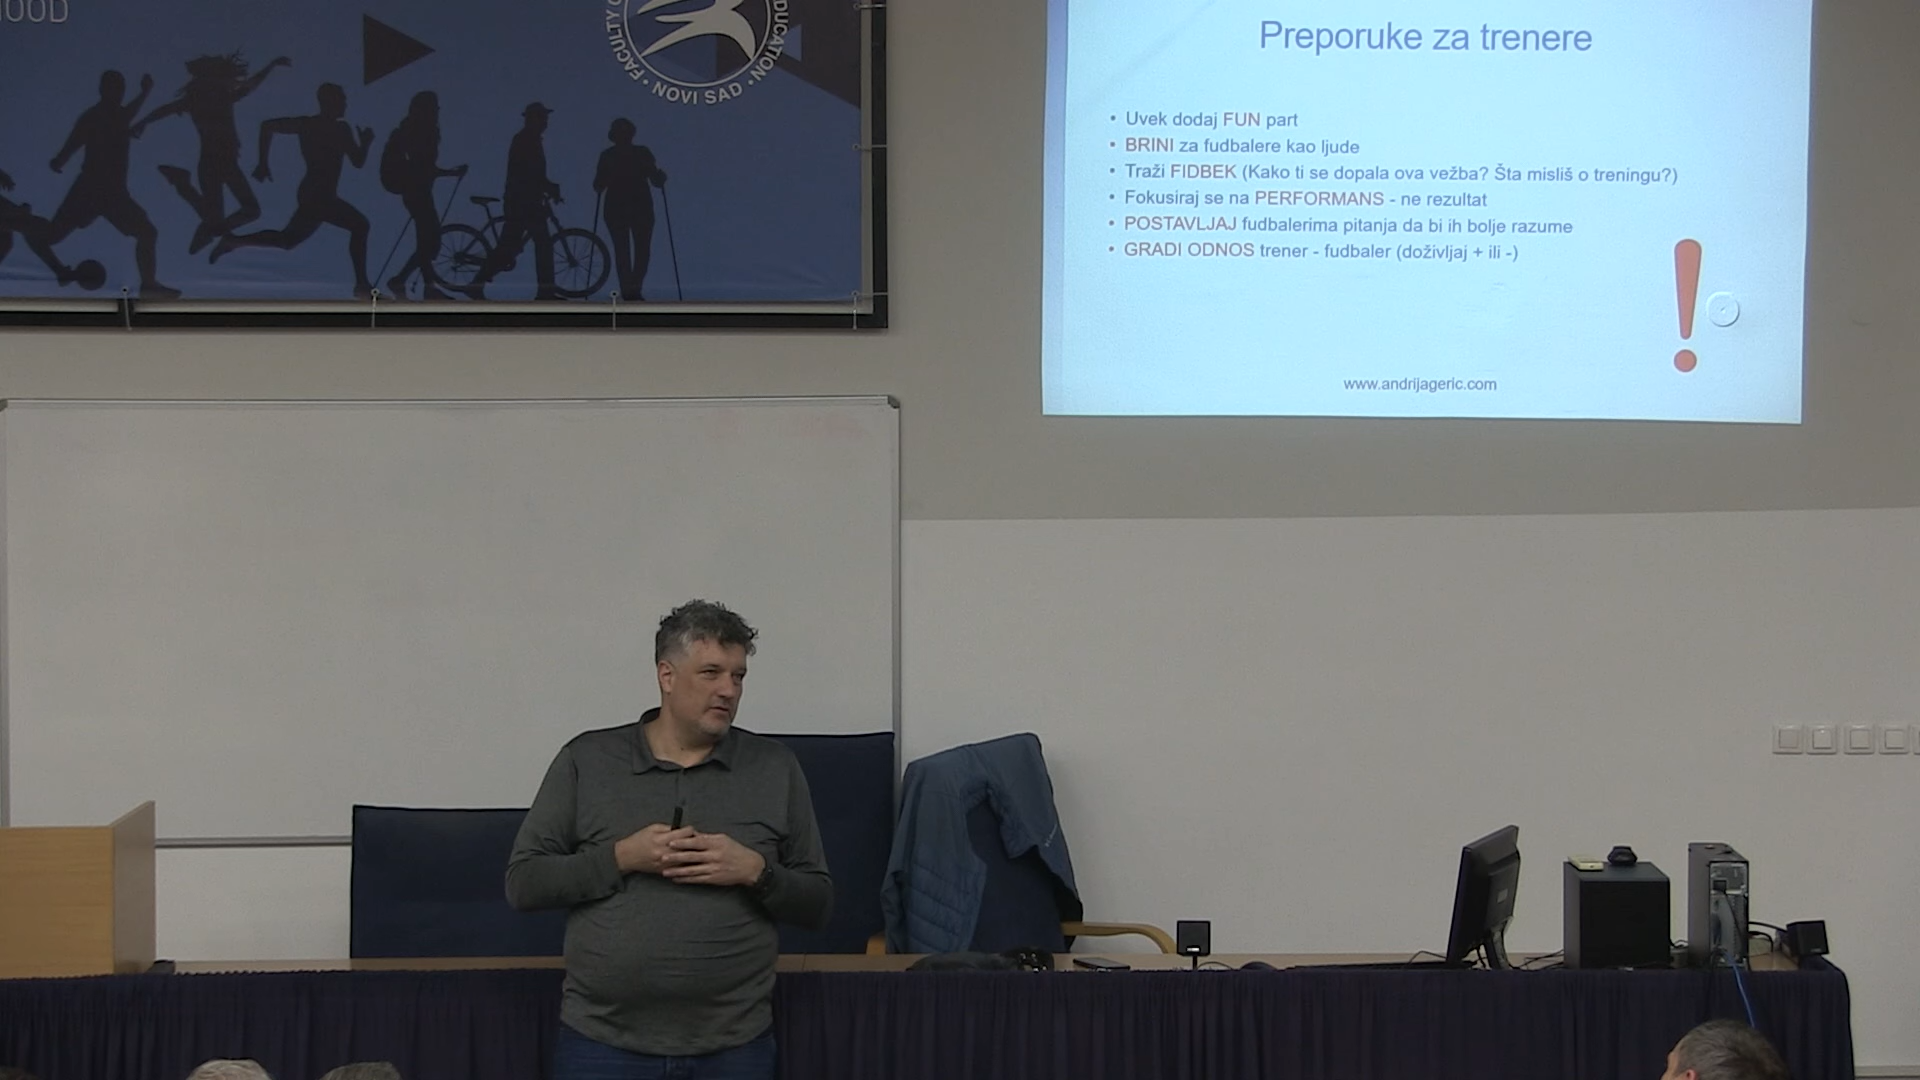 HOOD
FACULTY
DUCATION
• NOVI SAD •
Preporuke za trenere
• Uvek dodaj FUN part
• BRINI za fudbalere kao ljude
• Traži FIDBEK (Kako ti se dopala ova vežba? Šta misliš o treningu?)
• Fokusiraj se na PERFORMANS - ne rezultat
• POSTAVLJAJ fudbalerima pitanja da bi ih bolje razume
• GRADI ODNOS trener - fudbaler (doživljaj + ili -)
!
www.andrijageric.com